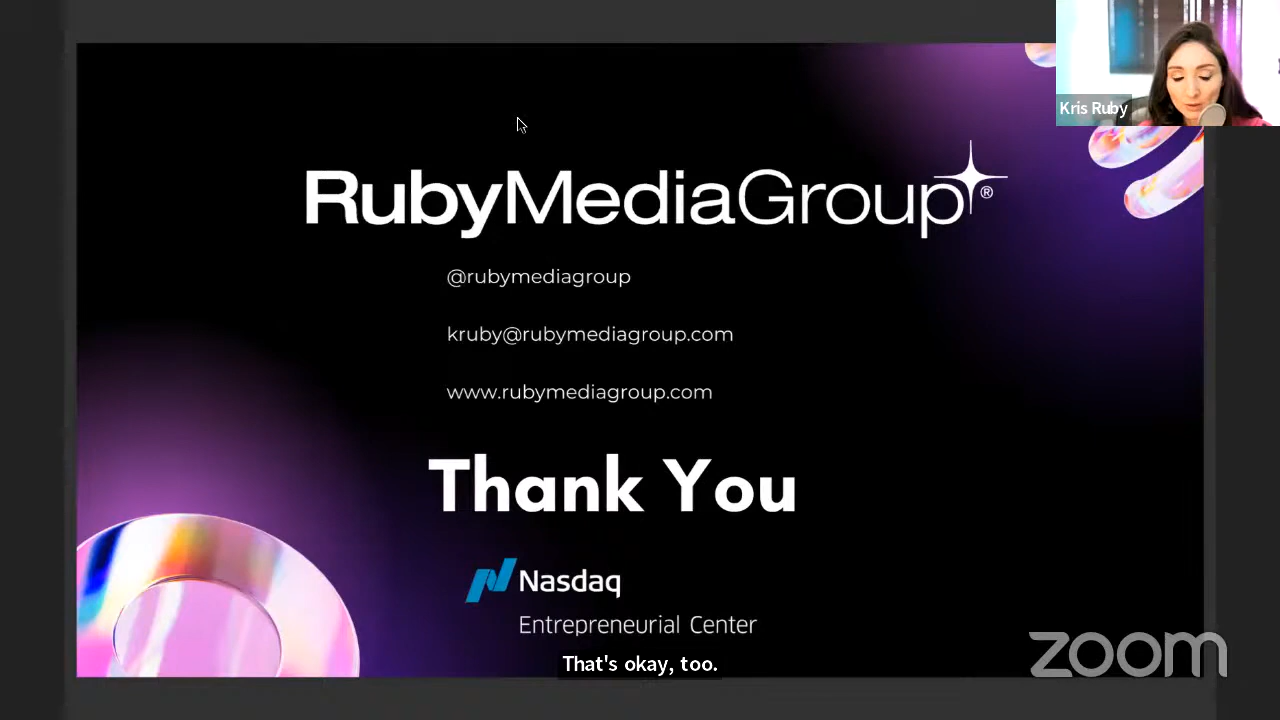 Kris Ruby
RubyMediaGroup®
@rubymediagroup
kruby@rubymediagroup.com
www.rubymediagroup.com
Thank You
Nasdaq
Entrepreneurial Center
That's okay, too.
zoom